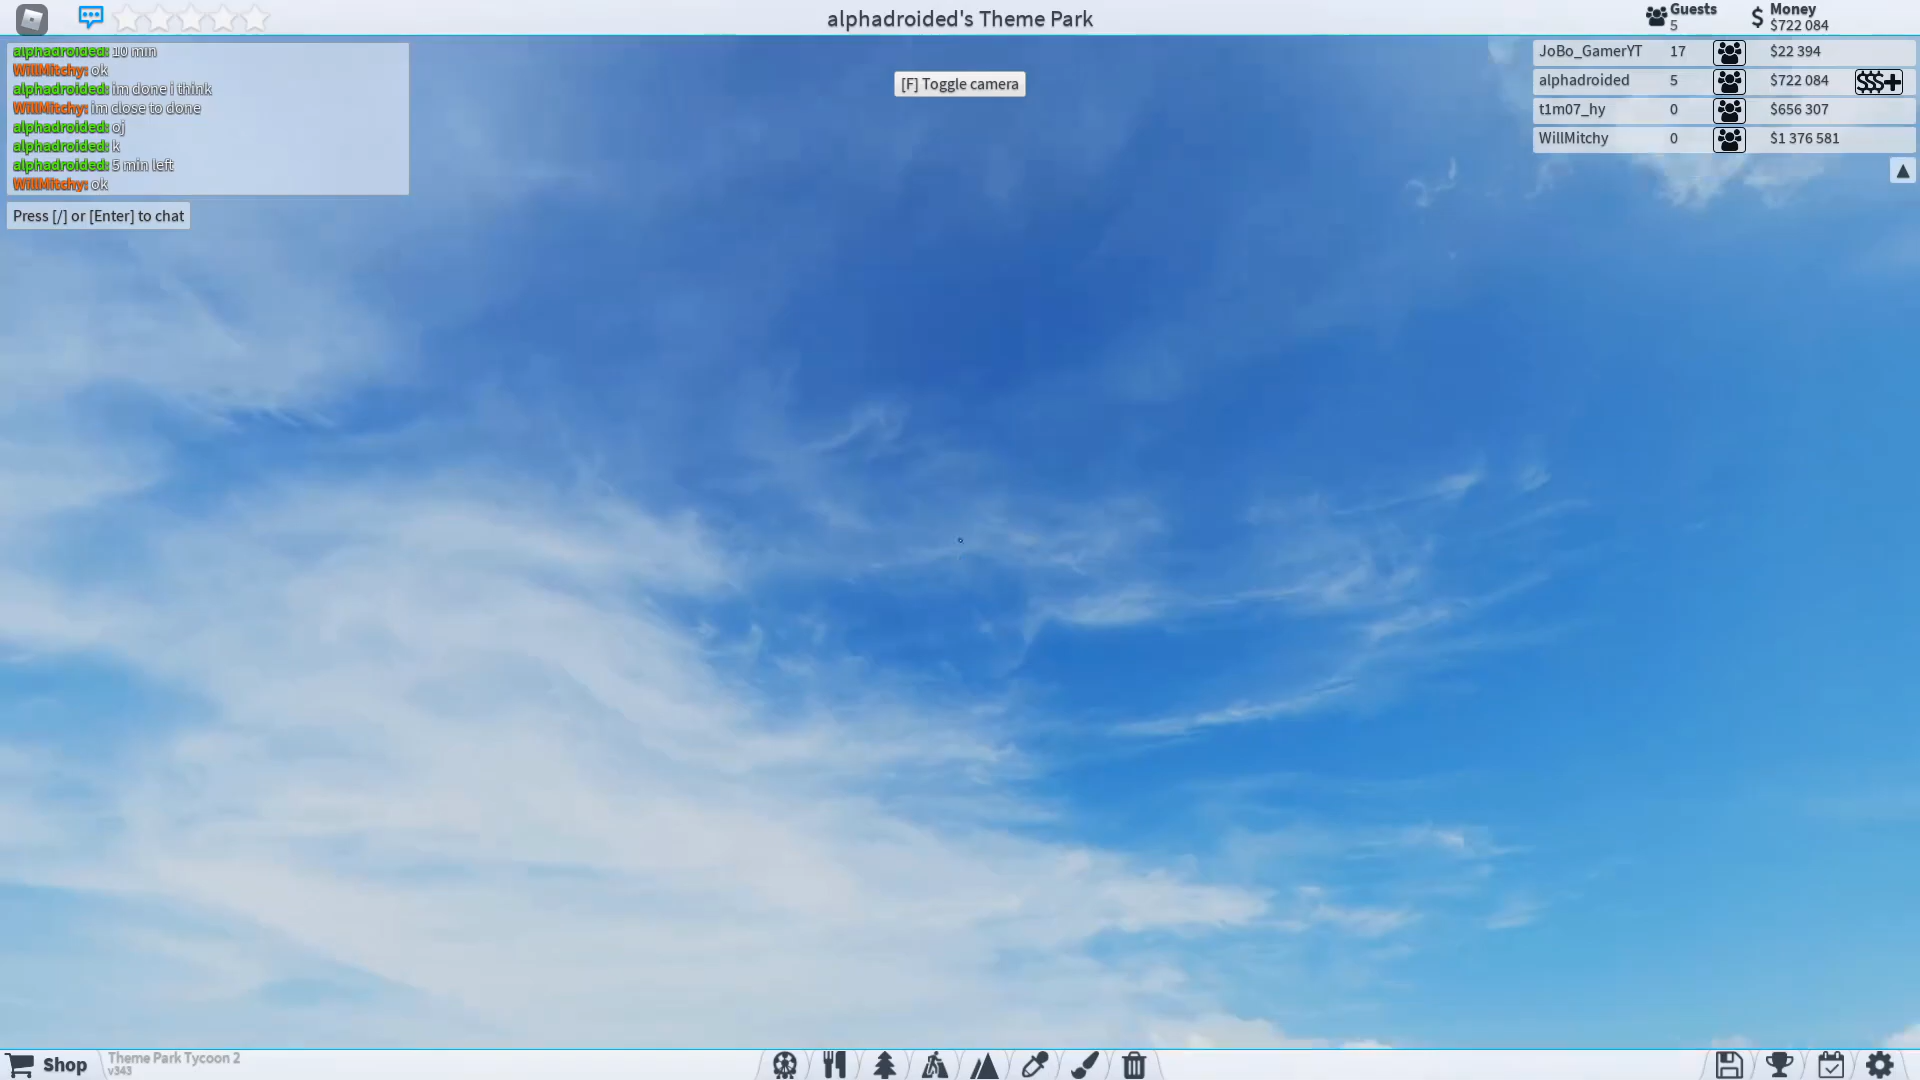 alphadroided's Theme Park
Guests
5
Money
$722 084
alphadroided: 10 min
WillMitchy: ok
alphadroided: im done i think
WillMitchy: im close to done
alphadroided: oj
alphadroided: k
alphadroided: 5 min left
WillMitchy: ok
Press [/] or [Enter] to chat
[F] Toggle camera
JoBo_GamerYT 17 $22 394
alphadroided 5 $722 084 $$$+
t1m07_hy 0 $656 307
WillMitchy 0 $1 376 581
Shop
Theme Park Tycoon 2
v343